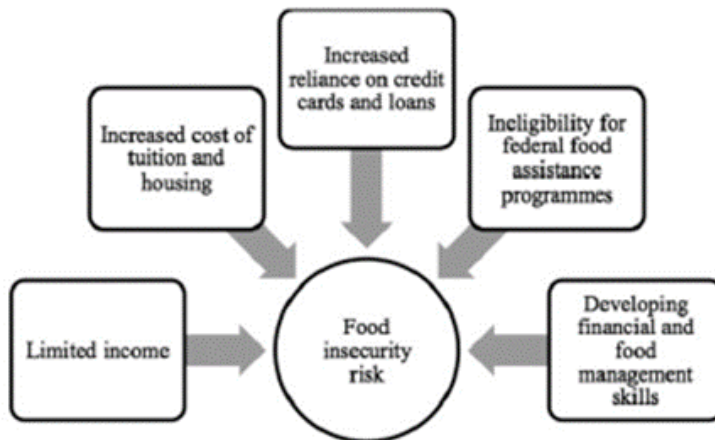 Increased
reliance on credit
cards and loans
Increased cost of
tuition and
housing
Ineligibility for
federal food
assistance
programmes
Limited income
Food
insecurity
risk
Developing
financial and
food
management
skills